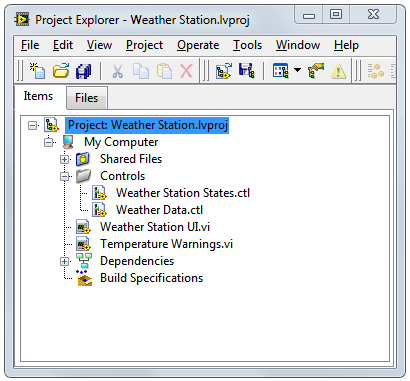 Project Explorer - Weather Station.lvproj
File Edit View Project Operate Tools Window Help
Items Files
Project: Weather Station.lvproj
My Computer
Shared Files
Controls
Weather Station States.ctl
Weather Data.ctl
Weather Station UI.vi
Temperature Warnings.vi
Dependencies
Build Specifications